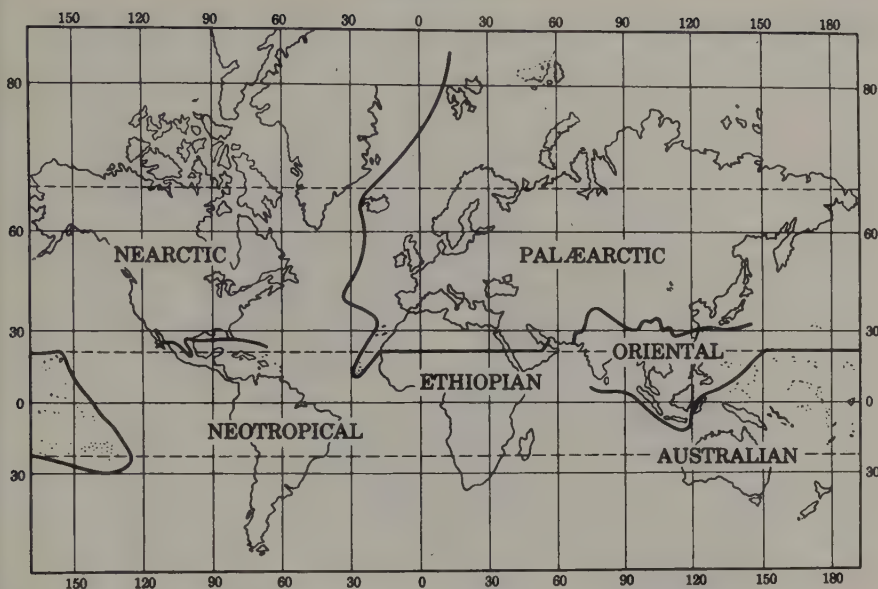 150 120 90 60 30 0 30 60 90 120 150 180
80 80
60 60
NEARCTIC PALÆARCTIC
30 30
ORIENTAL
ETHIOPIAN
0 0
NEOTROPICAL
AUSTRALIAN
30 30
150 120 90 60 30 0 30 60 90 120 150 180